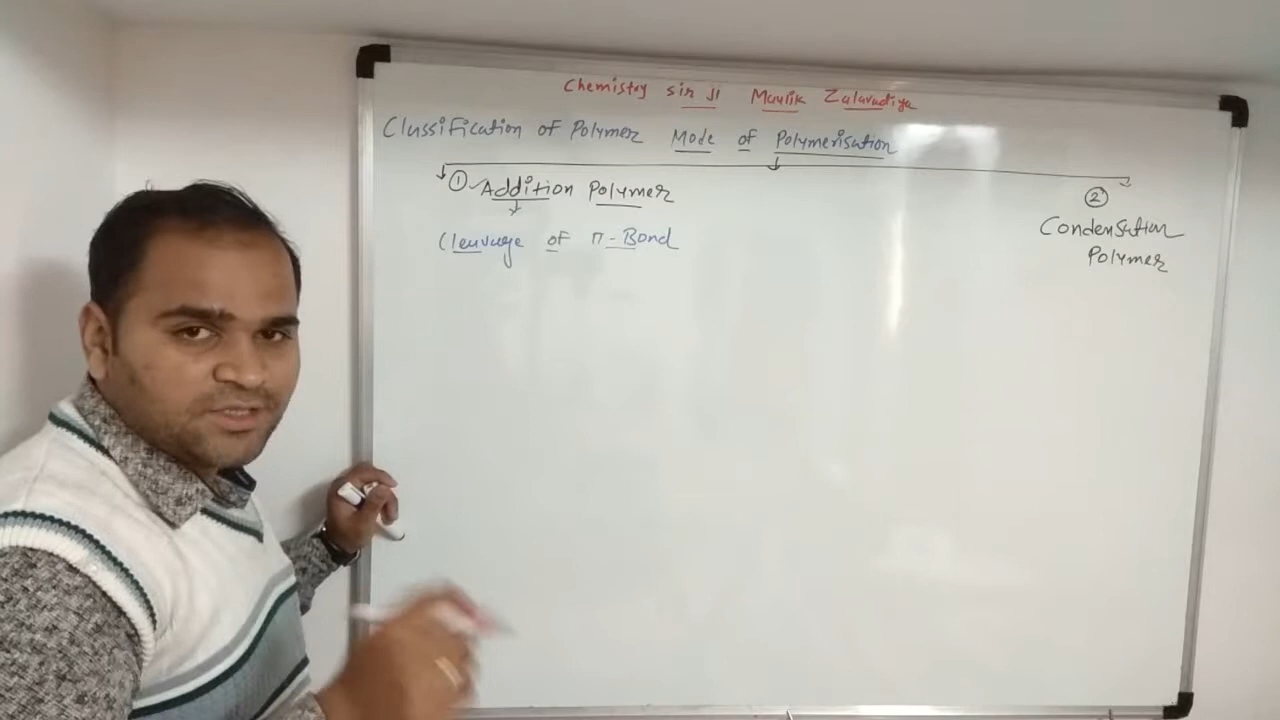 Chemistry sir JI Maulik Zalavadiya
Classification of Polymer Mode of Polymerisation
① Addition Polymer
Cleavage of π-Bond
②
Condensation
Polymer